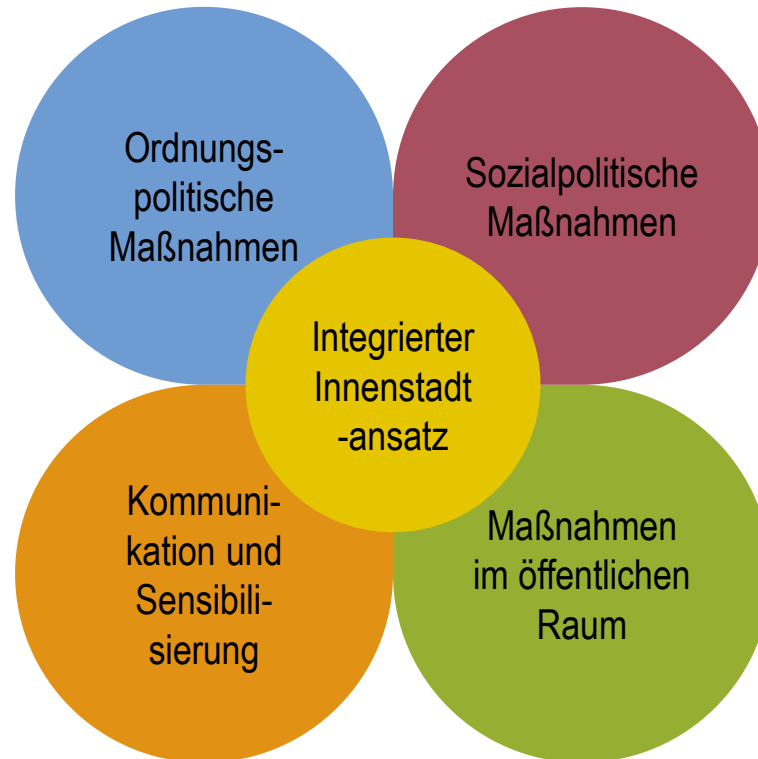 Ordnungs-
politische
Maßnahmen
Sozialpolitische
Maßnahmen
Integrierter
Innenstadt
-ansatz
Kommuni-
kation und
Sensibili-
sierung
Maßnahmen
im öffentlichen
Raum